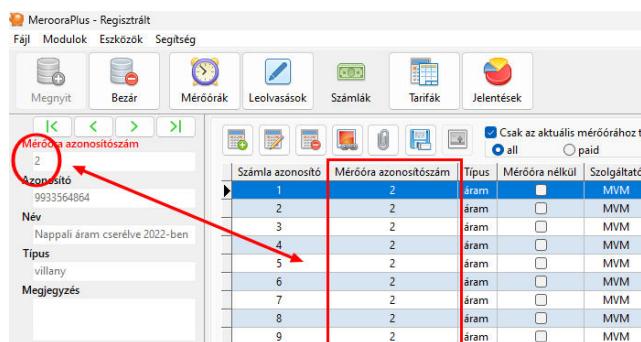 MerooraPlus - Regisztrált
Fájl Modulok Eszközök Segítség
Megnyit Bezár Mérőórák Leolvasások Számlák Tarifák Jelentések
Mérőóra azonosítószám
2
Azonosító
9933564864
Név
Nappali áram cserélve 2022-ben
Típus
villany
Megjegyzés
Csak az aktuális mérőórához t
all paid
Számla azonosító Mérőóra azonosítószám Típus Mérőóra nélkül Szolgáltató
1 2 áram MVM
2 2 áram MVM
3 2 áram MVM
4 2 áram MVM
5 2 áram MVM
6 2 áram MVM
7 2 áram MVM
8 2 áram MVM
9 2 áram MVM